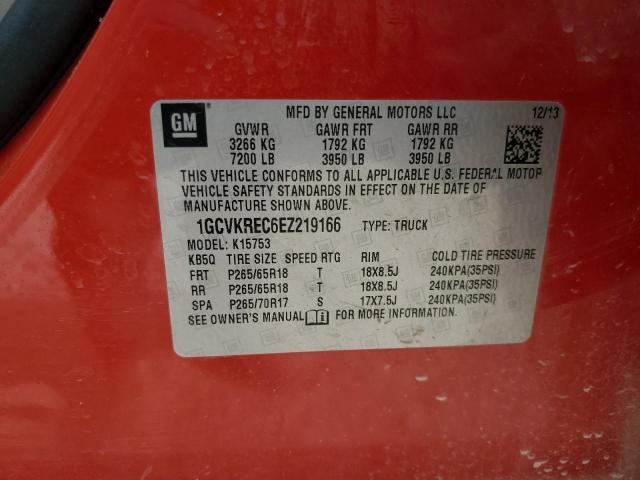 GM
MFD BY GENERAL MOTORS LLC 12/13
GVWR GAWR FRT GAWR RR
3266 KG 1792 KG 1792 KG
7200 LB 3950 LB 3950 LB
THIS VEHICLE CONFORMS TO ALL APPLICABLE U.S. FEDERAL MOTOR
VEHICLE SAFETY STANDARDS IN EFFECT ON THE DATE OF
MANUFACTURE SHOWN ABOVE.
1GCVKREC6EZ219166 TYPE: TRUCK
MODEL: K15753
KB5Q TIRE SIZE SPEED RTG RIM COLD TIRE PRESSURE
FRT P265/65R18 T 18X8.5J 240KPA(35PSI)
RR P265/65R18 T 18X8.5J 240KPA(35PSI)
SPA P265/70R17 S 17X7.5J 240KPA(35PSI)
SEE OWNER'S MANUAL FOR MORE INFORMATION.